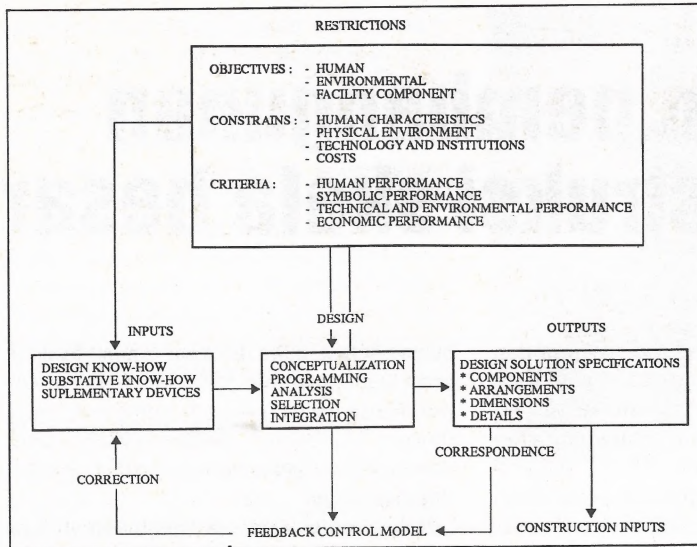 RESTRICTIONS
OBJECTIVES : - HUMAN
- ENVIRONMENTAL
- FACILITY COMPONENT
CONSTRAINS : - HUMAN CHARACTERISTICS
- PHYSICAL ENVIRONMENT
- TECHNOLOGY AND INSTITUTIONS
- COSTS
CRITERIA : - HUMAN PERFORMANCE
- SYMBOLIC PERFORMANCE
- TECHNICAL AND ENVIRONMENTAL PERFORMANCE
- ECONOMIC PERFORMANCE
INPUTS
DESIGN
OUTPUTS
DESIGN KNOW-HOW
SUBSTATIVE KNOW-HOW
SUPLEMENTARY DEVICES
CONCEPTUALIZATION
PROGRAMMING
ANALYSIS
SELECTION
INTEGRATION
DESIGN SOLUTION SPECIFICATIONS
* COMPONENTS
* ARRANGEMENTS
* DIMENSIONS
* DETAILS
CORRESPONDENCE
CORRECTION
FEEDBACK CONTROL MODEL
CONSTRUCTION INPUTS